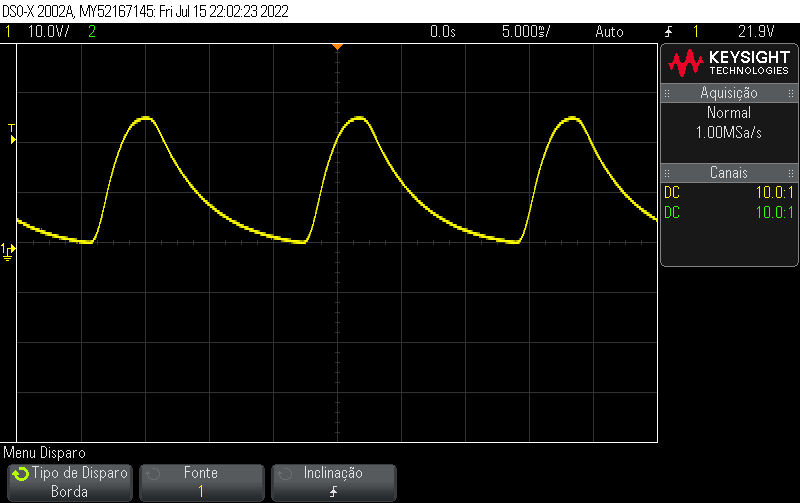 DSO-X 2002A, MY52167145: Fri Jul 15 22:02:23 2022
1 10.0V/ 2 0.0s 5.000ms/ Auto 1 21.9V
KEYSIGHT
TECHNOLOGIES
Aquisição
Normal
1.00MSa/s
Canais
DC 10.0:1
DC 10.0:1
T
1
Menu Disparo
Tipo de Disparo
Borda
Fonte
1
Inclinação